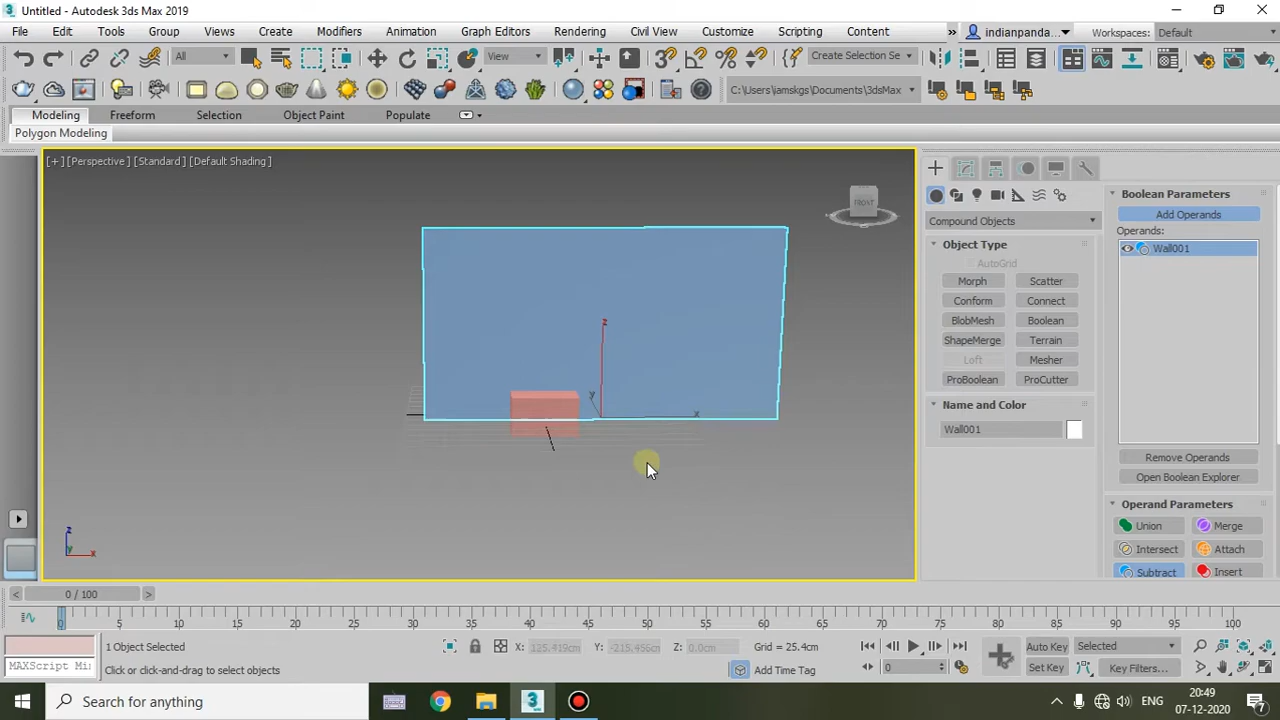 Untitled - Autodesk 3ds Max 2019
File Edit Tools Group Views Create Modifiers Animation Graph Editors Rendering Civil View Customize Scripting Content » indianpanda... Workspaces: Default
All View Create Selection Se
C:\Users\iamskgs\Documents\3dsMax
Modeling Freeform Selection Object Paint Populate
Polygon Modeling
[+] [Perspective] [Standard] [Default Shading]
FRONT
z
y
x
z
y
x
Compound Objects
Object Type
AutoGrid
Morph Scatter
Conform Connect
BlobMesh Boolean
ShapeMerge Terrain
Loft Mesher
ProBoolean ProCutter
Name and Color
Wall001
Boolean Parameters
Add Operands
Operands:
Wall001
Remove Operands
Open Boolean Explorer
Operand Parameters
Union Merge
Intersect Attach
Subtract Insert
< 0 / 100 >
0 5 10 15 20 25 30 35 40 45 50 55 60 65 70 75 80 85 90 95 100
1 Object Selected X: 125.419cm Y: -215.466cm Z: 0.0cm Grid = 25.4cm Auto Key Selected
MAXScript Mi Click or click-and-drag to select objects Add Time Tag 0 Set Key Key Filters...
Search for anything
3
MAX
ENG
20:49
07-12-2020
7